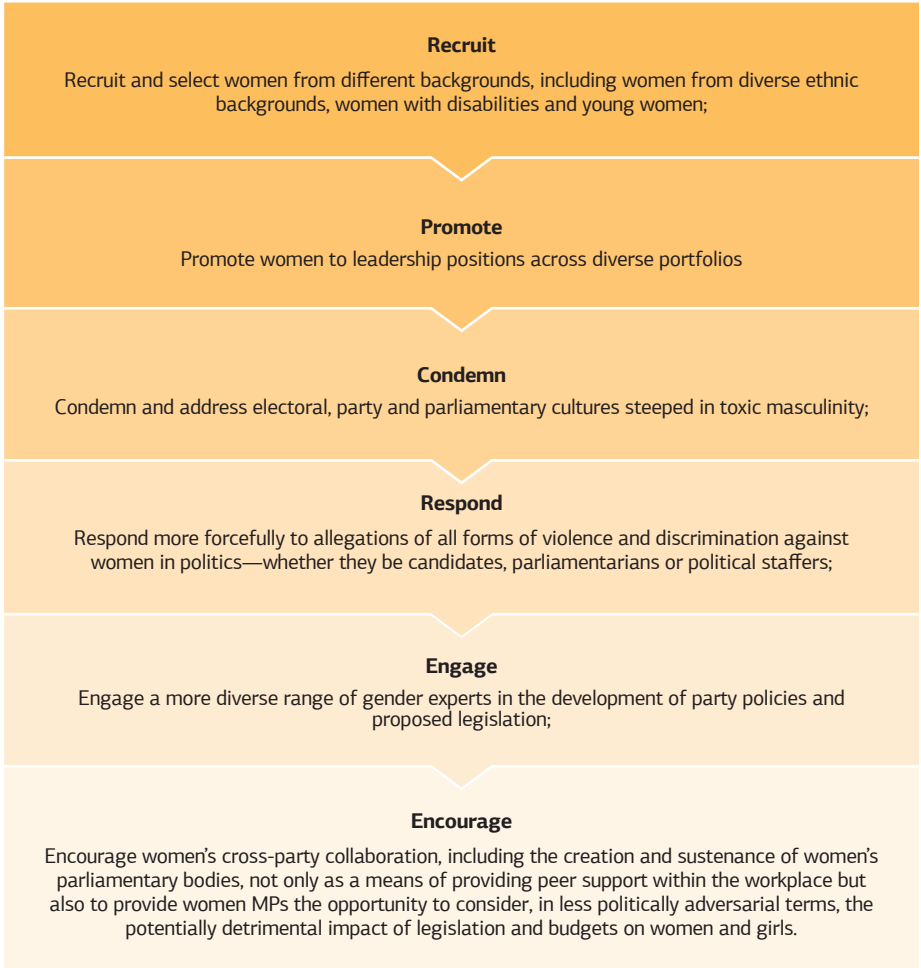 Recruit
Recruit and select women from different backgrounds, including women from diverse ethnic
backgrounds, women with disabilities and young women;
Promote
Promote women to leadership positions across diverse portfolios
Condemn
Condemn and address electoral, party and parliamentary cultures steeped in toxic masculinity;
Respond
Respond more forcefully to allegations of all forms of violence and discrimination against
women in politics—whether they be candidates, parliamentarians or political staffers;
Engage
Engage a more diverse range of gender experts in the development of party policies and
proposed legislation;
Encourage
Encourage women’s cross-party collaboration, including the creation and sustenance of women’s
parliamentary bodies, not only as a means of providing peer support within the workplace but
also to provide women MPs the opportunity to consider, in less politically adversarial terms, the
potentially detrimental impact of legislation and budgets on women and girls.